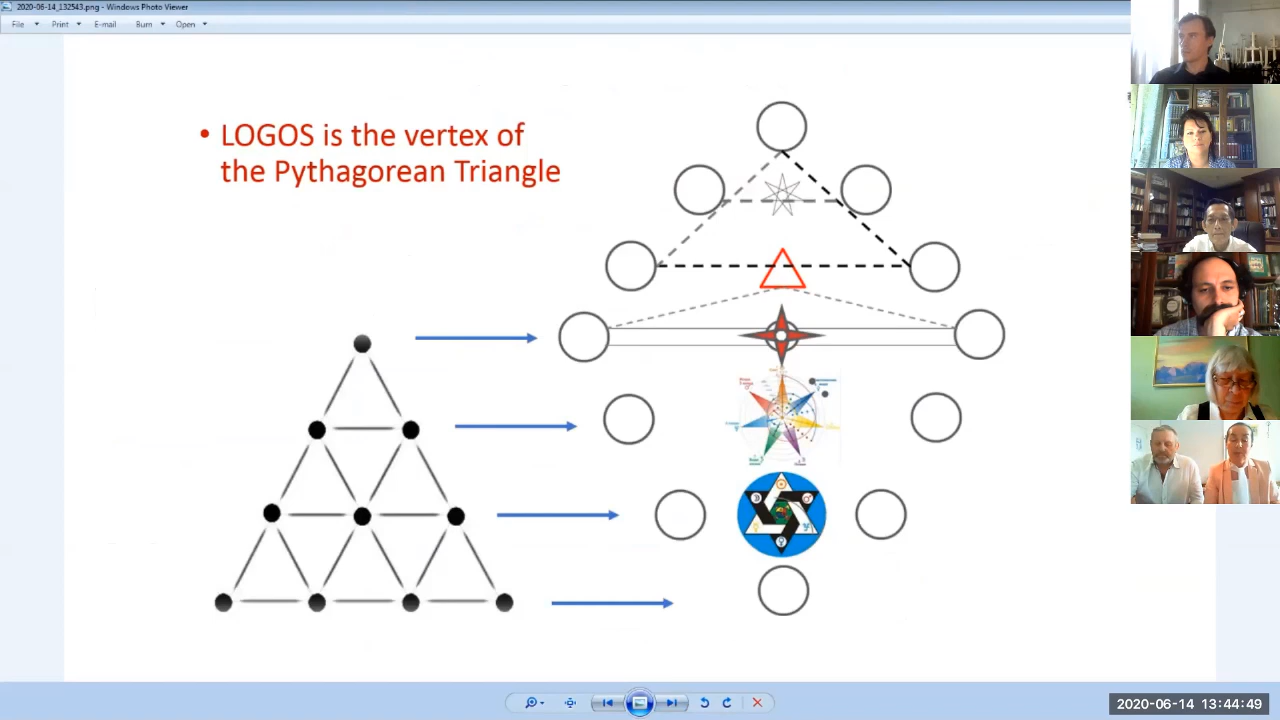 2020-06-14_132543.png - Windows Photo Viewer
File Print E-mail Burn Open
• LOGOS is the vertex of
the Pythagorean Triangle
2020-06-14 13:44:49